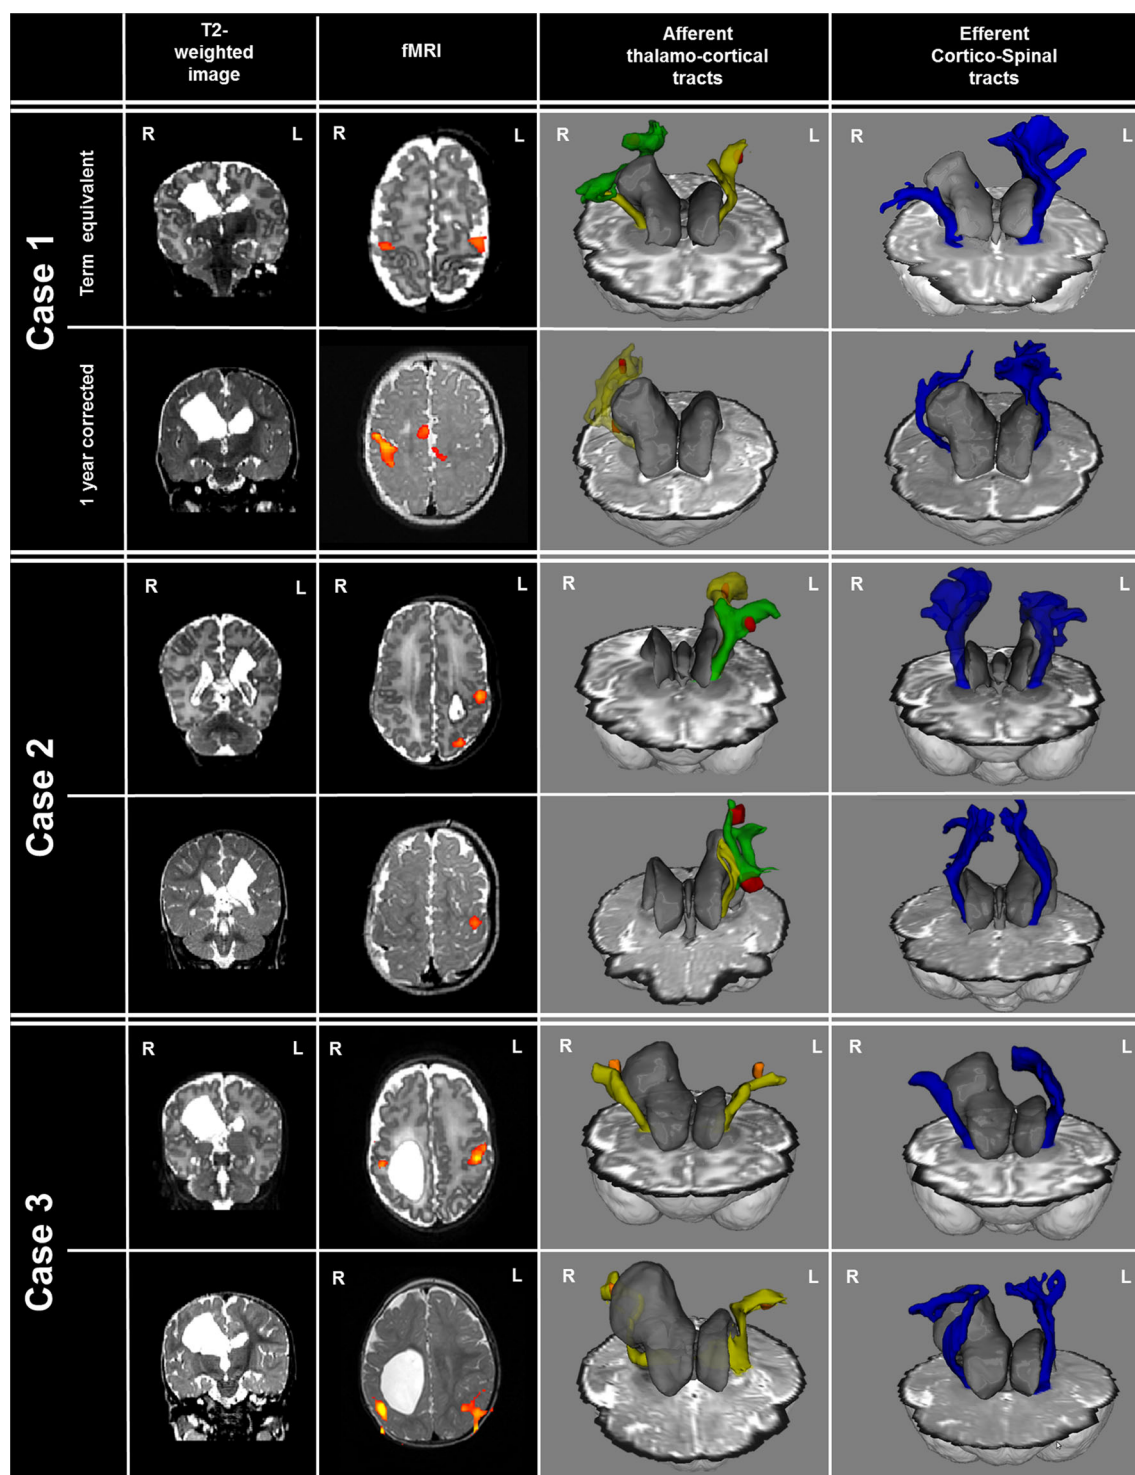 T2-
weighted
image
fMRI
Afferent
thalamo-cortical
tracts
Efferent
Cortico-Spinal
tracts
Case 1
Term equivalent
R L
R L
R L
R L
1 year corrected
Case 2
R L
R L
R L
R L
Case 3
R L
R L
R L
R L
R L
R L
R L